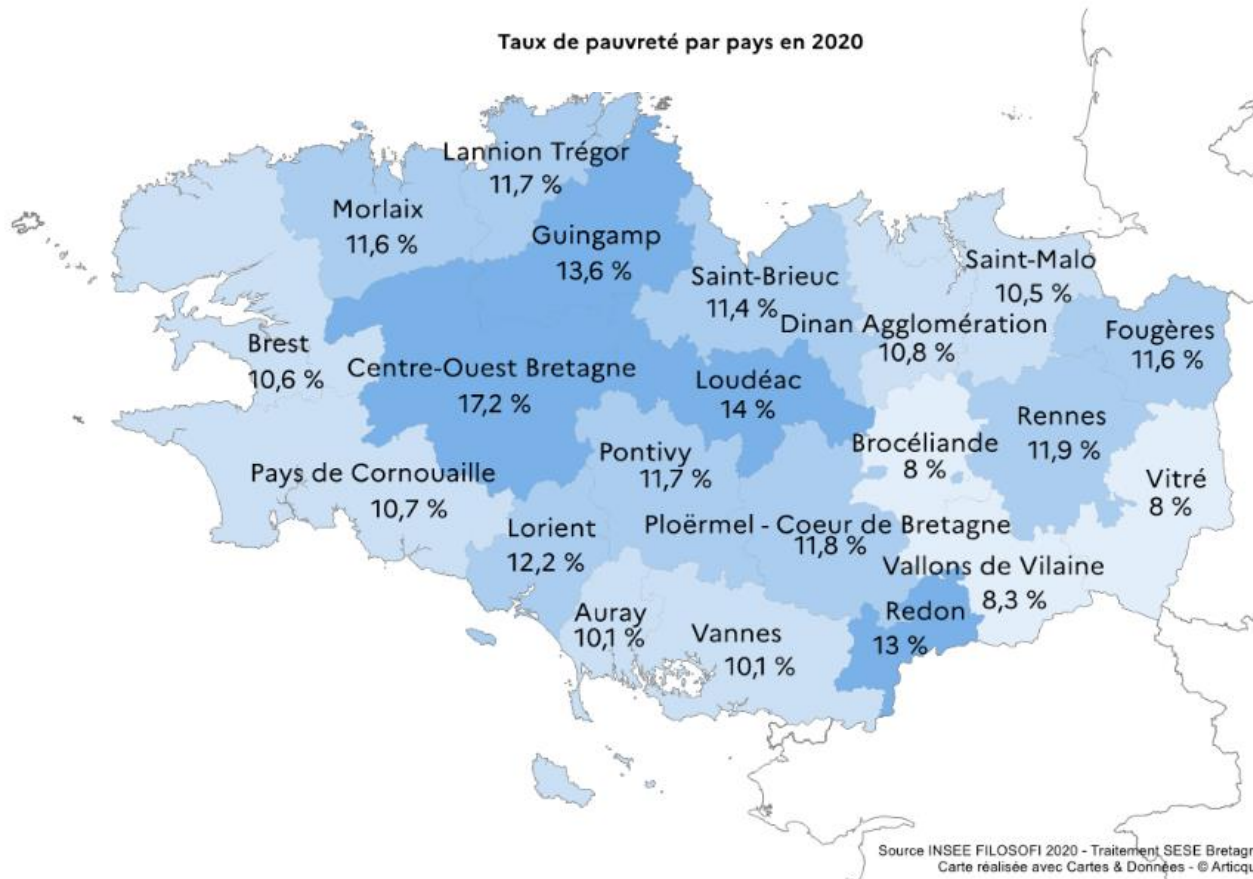 Taux de pauvreté par pays en 2020
Lannion Trégor
11,7 %
Morlaix
11,6 %
Guingamp
13,6 %
Saint-Brieuc
11,4 %
Saint-Malo
10,5 %
Dinan Agglomération
10,8 %
Fougères
11,6 %
Brest
10,6 %
Centre-Ouest Bretagne
17,2 %
Loudéac
14 %
Rennes
11,9 %
Brocéliande
8 %
Vitré
8 %
Pontivy
11,7 %
Pays de Cornouaille
10,7 %
Lorient
12,2 %
Ploërmel - Coeur de Bretagne
11,8 %
Vallons de Vilaine
8,3 %
Redon
13 %
Auray
10,1 %
Vannes
10,1 %
Source INSEE FILOSOFI 2020 - Traitement SESE Bretagn
Carte réalisée avec Cartes & Données - © Articqu